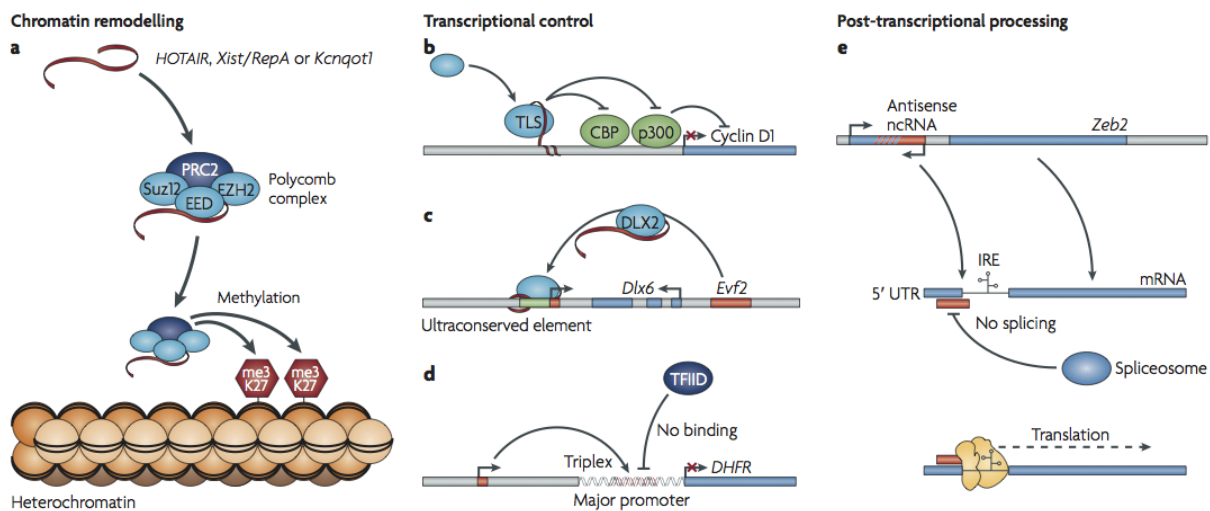 Chromatin remodelling
a
HOTAIR, Xist/RepA or Kcnqot1
PRC2
Suz12
EZH2
EED
Polycomb
complex
Methylation
me3
K27
me3
K27
Heterochromatin
Transcriptional control
b
TLS
CBP
p300
Cyclin D1
c
DLX2
Dlx6
Evf2
Ultraconserved element
d
TFIID
No binding
Triplex
DHFR
Major promoter
Post-transcriptional processing
e
Antisense
ncRNA
Zeb2
IRE
mRNA
5′ UTR
No splicing
Spliceosome
Translation